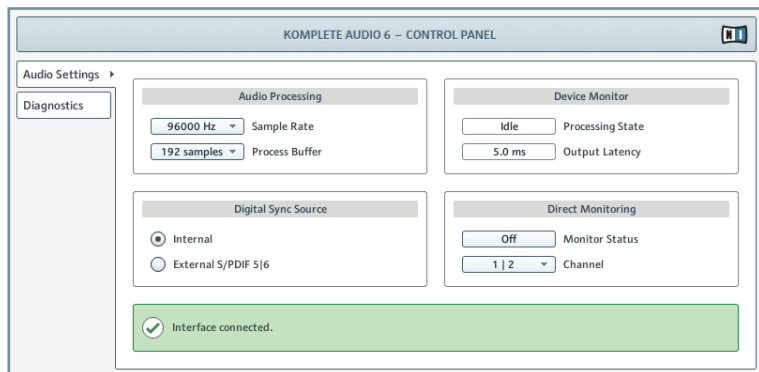 KOMPLETE AUDIO 6 – CONTROL PANEL
NI
Audio Settings
Diagnostics
Audio Processing
96000 Hz Sample Rate
192 samples Process Buffer
Device Monitor
Idle Processing State
5.0 ms Output Latency
Digital Sync Source
Internal
External S/PDIF 5|6
Direct Monitoring
Off Monitor Status
1 | 2 Channel
Interface connected.